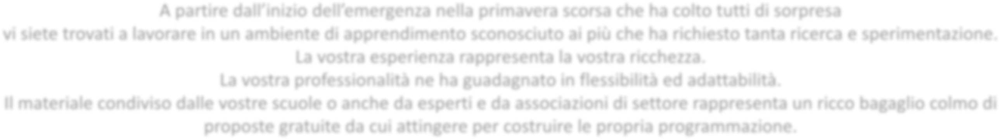 A partire dall’inizio dell’emergenza nella primavera scorsa che ha colto tutti di sorpresa
vi siete trovati a lavorare in un ambiente di apprendimento sconosciuto ai più che ha richiesto tanta ricerca e sperimentazione.
La vostra esperienza rappresenta la vostra ricchezza.
La vostra professionalità ne ha guadagnato in flessibilità ed adattabilità.
Il materiale condiviso dalle vostre scuole o anche da esperti e da associazioni di settore rappresenta un ricco bagaglio colmo di
proposte gratuite da cui attingere per costruire le propria programmazione.